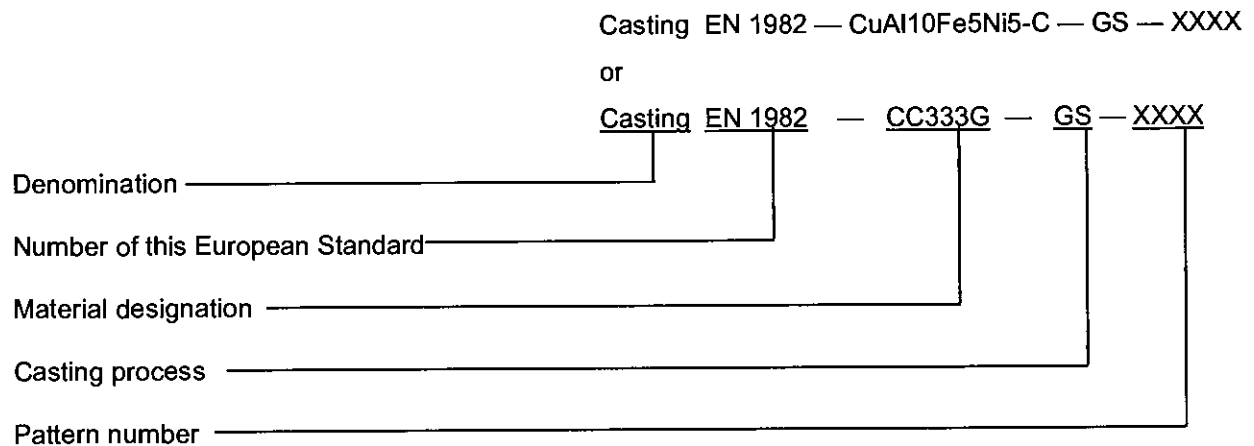 Casting EN 1982 — CuAl10Fe5Ni5-C — GS — XXXX
or
Casting EN 1982 — CC333G — GS — XXXX
Denomination
Number of this European Standard
Material designation
Casting process
Pattern number